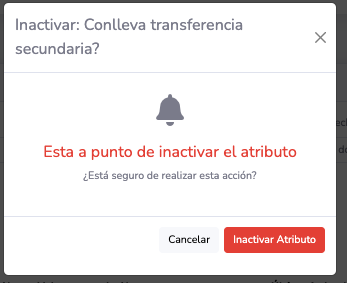 Inactivar: Conlleva transferencia
secundaria?
Esta a punto de inactivar el atributo
¿Está seguro de realizar esta acción?
Cancelar
Inactivar Atributo